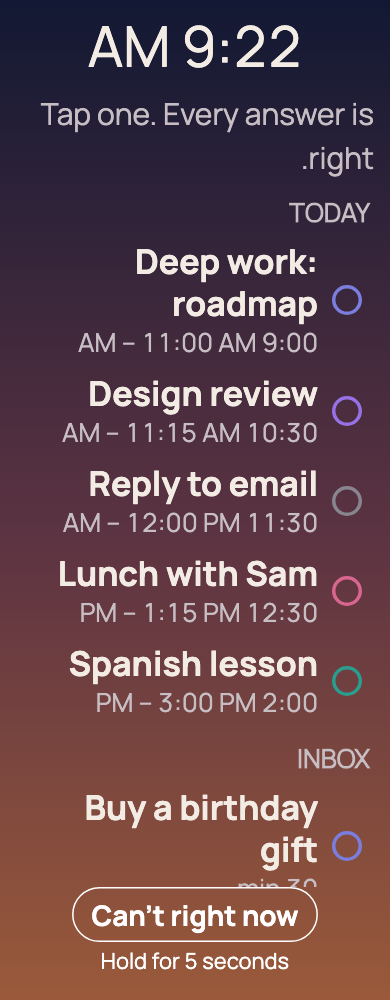 AM 9:22
Tap one. Every answer is
.right
TODAY
Deep work:
roadmap
AM – 11:00 AM 9:00
Design review
AM – 11:15 AM 10:30
Reply to email
AM – 12:00 PM 11:30
Lunch with Sam
PM – 1:15 PM 12:30
Spanish lesson
PM – 3:00 PM 2:00
INBOX
Buy a birthday
gift
min 30
Can't right now
Hold for 5 seconds